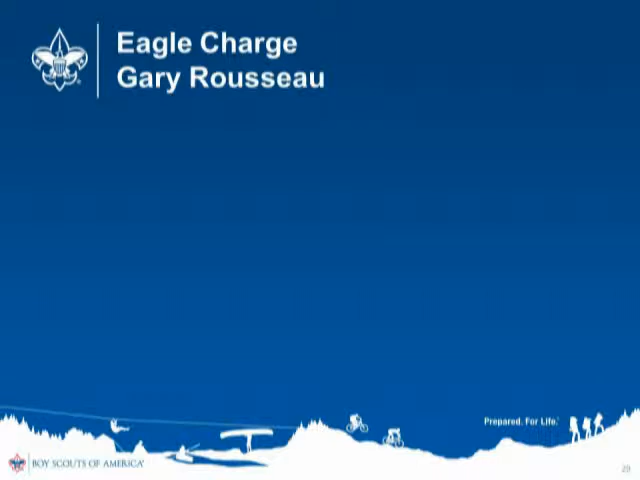 Eagle Charge
Gary Rousseau
Prepared. For Life.
BOY SCOUTS OF AMERICA
29